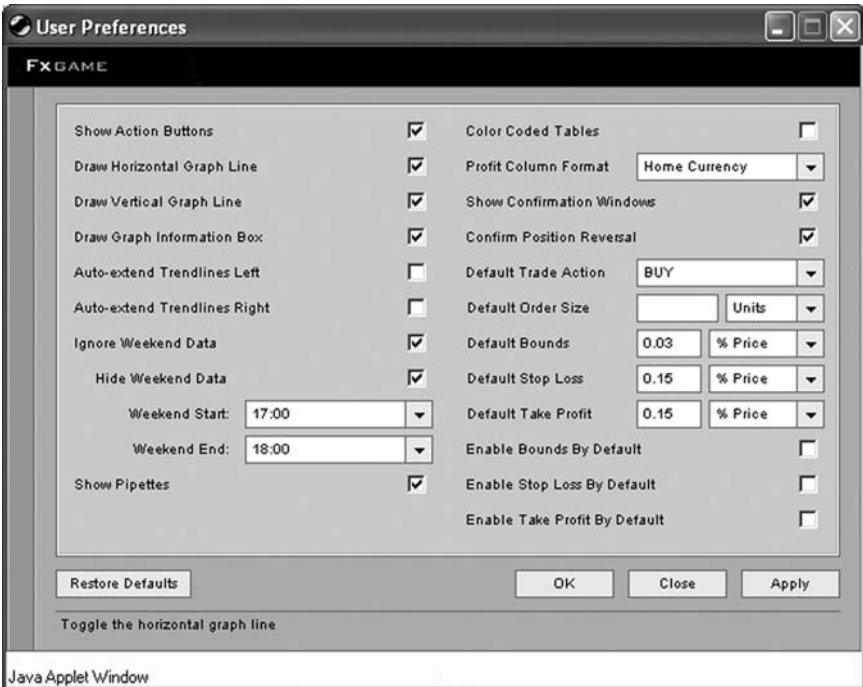 User Preferences
FXGAME
Show Action Buttons
Draw Horizontal Graph Line
Draw Vertical Graph Line
Draw Graph Information Box
Auto-extend Trendlines Left
Auto-extend Trendlines Right
Ignore Weekend Data
Hide Weekend Data
Weekend Start: 17:00
Weekend End: 18:00
Show Pipettes
Color Coded Tables
Profit Column Format Home Currency
Show Confirmation Windows
Confirm Position Reversal
Default Trade Action BUY
Default Order Size Units
Default Bounds 0.03 % Price
Default Stop Loss 0.15 % Price
Default Take Profit 0.15 % Price
Enable Bounds By Default
Enable Stop Loss By Default
Enable Take Profit By Default
Restore Defaults OK Close Apply
Toggle the horizontal graph line
Java Applet Window